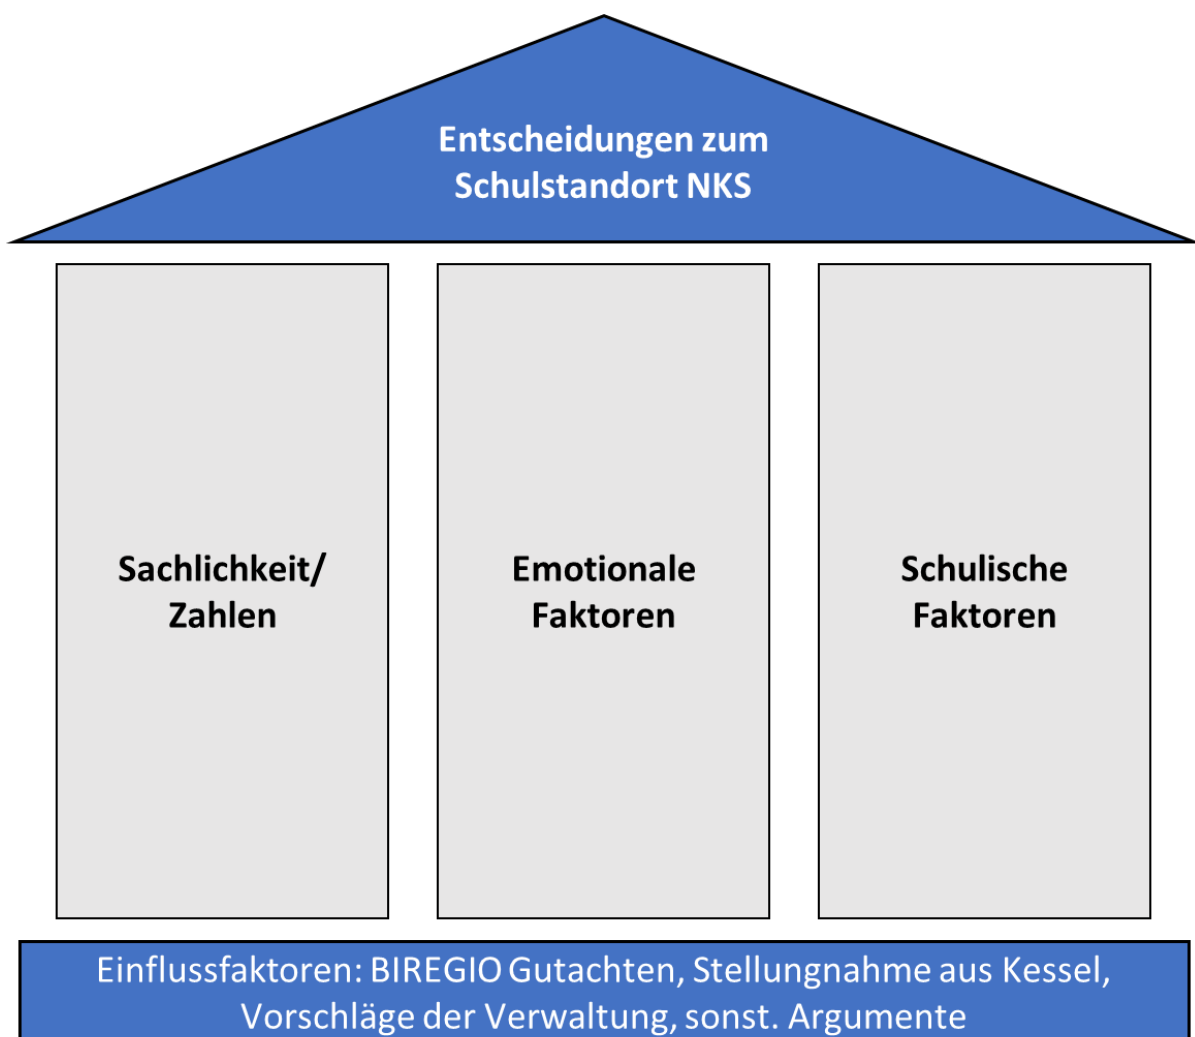 Entscheidungen zum
Schulstandort NKS
Sachlichkeit/
Zahlen
Emotionale
Faktoren
Schulische
Faktoren
Einflussfaktoren: BIREGIO Gutachten, Stellungnahme aus Kessel,
Vorschläge der Verwaltung, sonst. Argumente